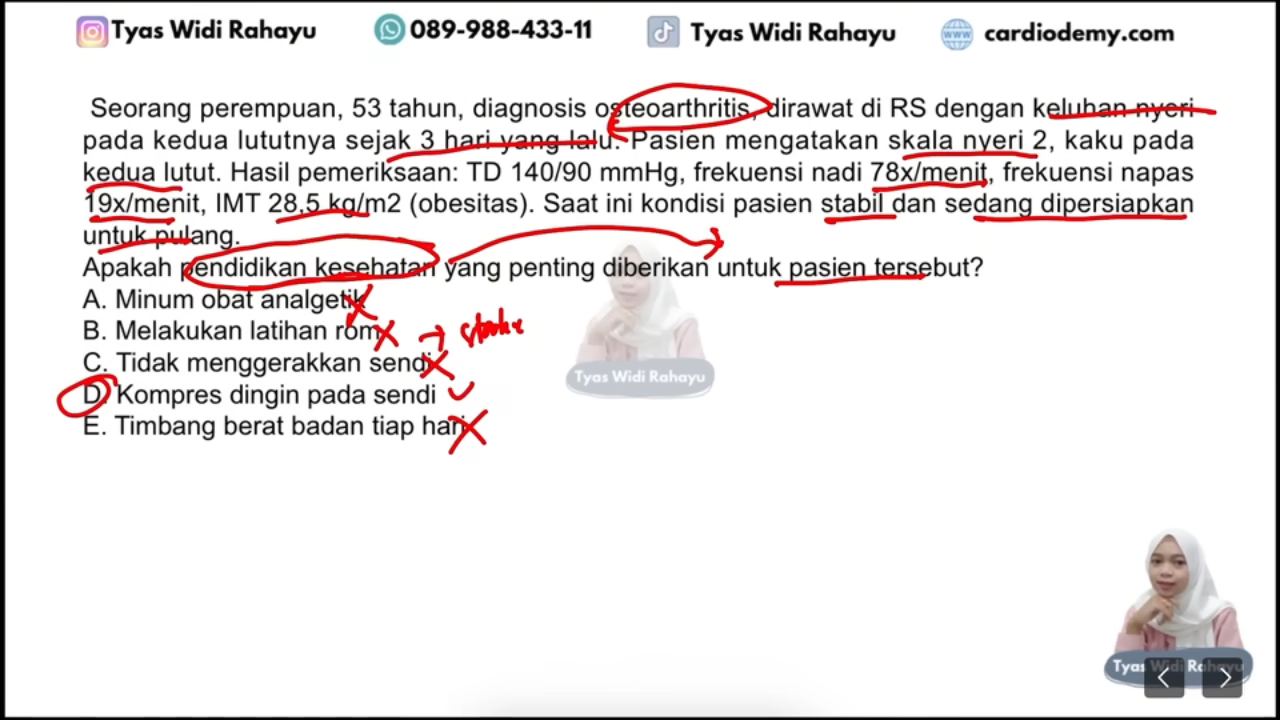 Tyas Widi Rahayu 089-988-433-11 Tyas Widi Rahayu cardiodemy.com
Seorang perempuan, 53 tahun, diagnosis osteoarthritis, dirawat di RS dengan keluhan nyeri
pada kedua lututnya sejak 3 hari yang lalu. Pasien mengatakan skala nyeri 2, kaku pada
kedua lutut. Hasil pemeriksaan: TD 140/90 mmHg, frekuensi nadi 78x/menit, frekuensi napas
19x/menit, IMT 28,5 kg/m2 (obesitas). Saat ini kondisi pasien stabil dan sedang dipersiapkan
untuk pulang.
Apakah pendidikan kesehatan yang penting diberikan untuk pasien tersebut?
A. Minum obat analgetik
B. Melakukan latihan rom
C. Tidak menggerakkan sendi
D. Kompres dingin pada sendi
E. Timbang berat badan tiap hari
Tyas Widi Rahayu
Tyas Widi Rahayu